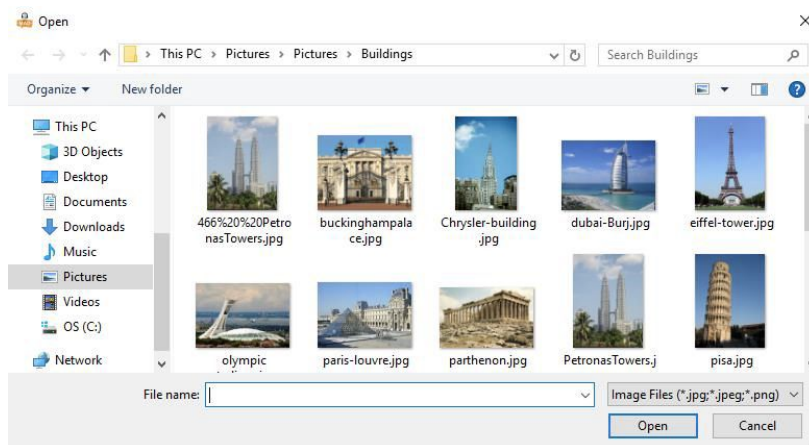 Open
This PC > Pictures > Pictures > Buildings
Search Buildings
Organize
New folder
This PC
3D Objects
Desktop
Documents
Downloads
Music
Pictures
Videos
OS (C:)
Network
466%20%20Petro
nasTowers.jpg
buckinghampala
ce.jpg
Chrysler-building
.jpg
dubai-Burj.jpg
eiffel-tower.jpg
olympic
paris-louvre.jpg
parthenon.jpg
PetronasTowers.j
pisa.jpg
File name:
Image Files (*.jpg;*.jpeg;*.png)
Open
Cancel